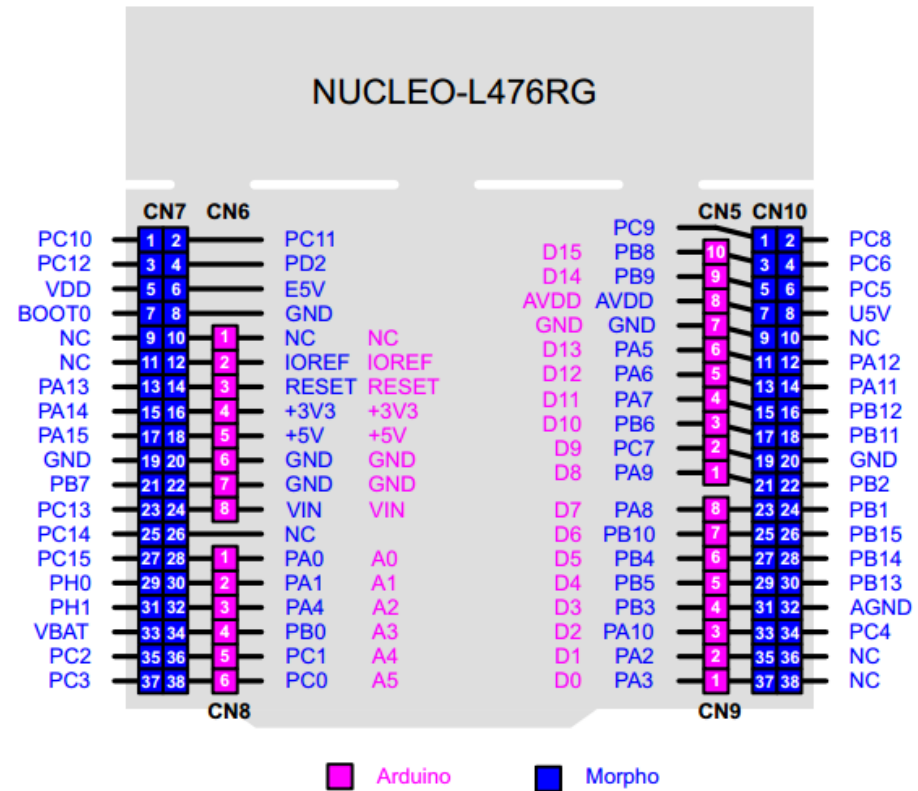 NUCLEO-L476RG
CN7 CN6 CN5 CN10
PC9
PC10 1 2 PC11 1 2 PC8
D15 PB8 10
PC12 3 4 PD2 3 4 PC6
D14 PB9 9
VDD 5 6 E5V 5 6 PC5
AVDD AVDD 8
BOOT0 7 8 GND 7 8 U5V
GND GND 7
NC 9 10 1 NC NC 9 10 NC
D13 PA5 6
NC 11 12 2 IOREF IOREF 11 12 PA12
D12 PA6 5
PA13 13 14 3 RESET RESET 13 14 PA11
D11 PA7 4
PA14 15 16 4 +3V3 +3V3 15 16 PB12
D10 PB6 3
PA15 17 18 5 +5V +5V 17 18 PB11
D9 PC7 2
GND 19 20 6 GND GND 19 20 GND
D8 PA9 1
PB7 21 22 7 GND GND 21 22 PB2
PC13 23 24 8 VIN VIN D7 PA8 8 23 24 PB1
PC14 25 26 NC D6 PB10 7 25 26 PB15
PC15 27 28 1 PA0 A0 D5 PB4 6 27 28 PB14
PH0 29 30 2 PA1 A1 D4 PB5 5 29 30 PB13
PH1 31 32 3 PA4 A2 D3 PB3 4 31 32 AGND
VBAT 33 34 4 PB0 A3 D2 PA10 3 33 34 PC4
PC2 35 36 5 PC1 A4 D1 PA2 2 35 36 NC
PC3 37 38 6 PC0 A5 D0 PA3 1 37 38 NC
CN8 CN9
Arduino Morpho